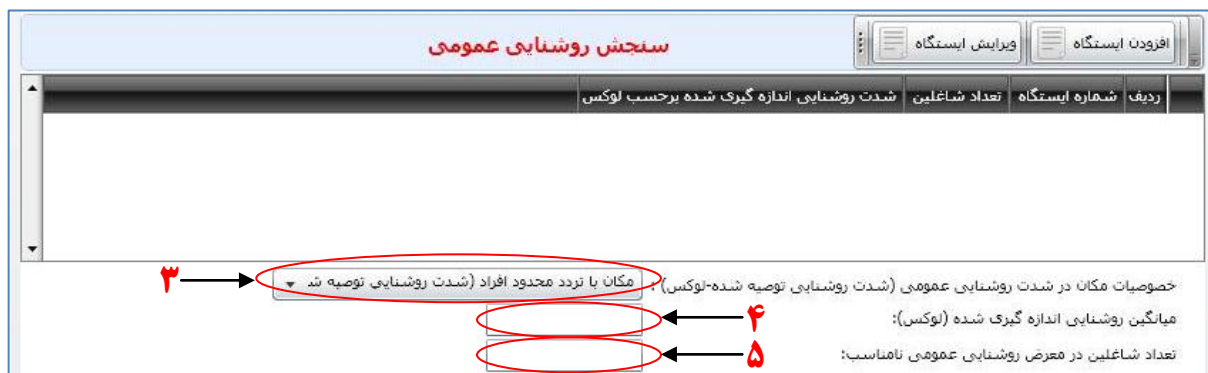 افزودن ایستگاه ویرایش ایستگاه سنجش روشنایی عمومی
ردیف شماره ایستگاه تعداد شاغلین شدت روشنایی اندازه گیری شده برحسب لوکس
خصوصیات مکان در شدت روشنایی عمومی (شدت روشنایی توصیه شده-لوکس) : مکان با تردد محدود افراد (شدت روشنایی توصیه شـ ۳
میانگین روشنایی اندازه گیری شده (لوکس): ۴
تعداد شاغلین در معرض روشنایی عمومی نامناسب: ۵